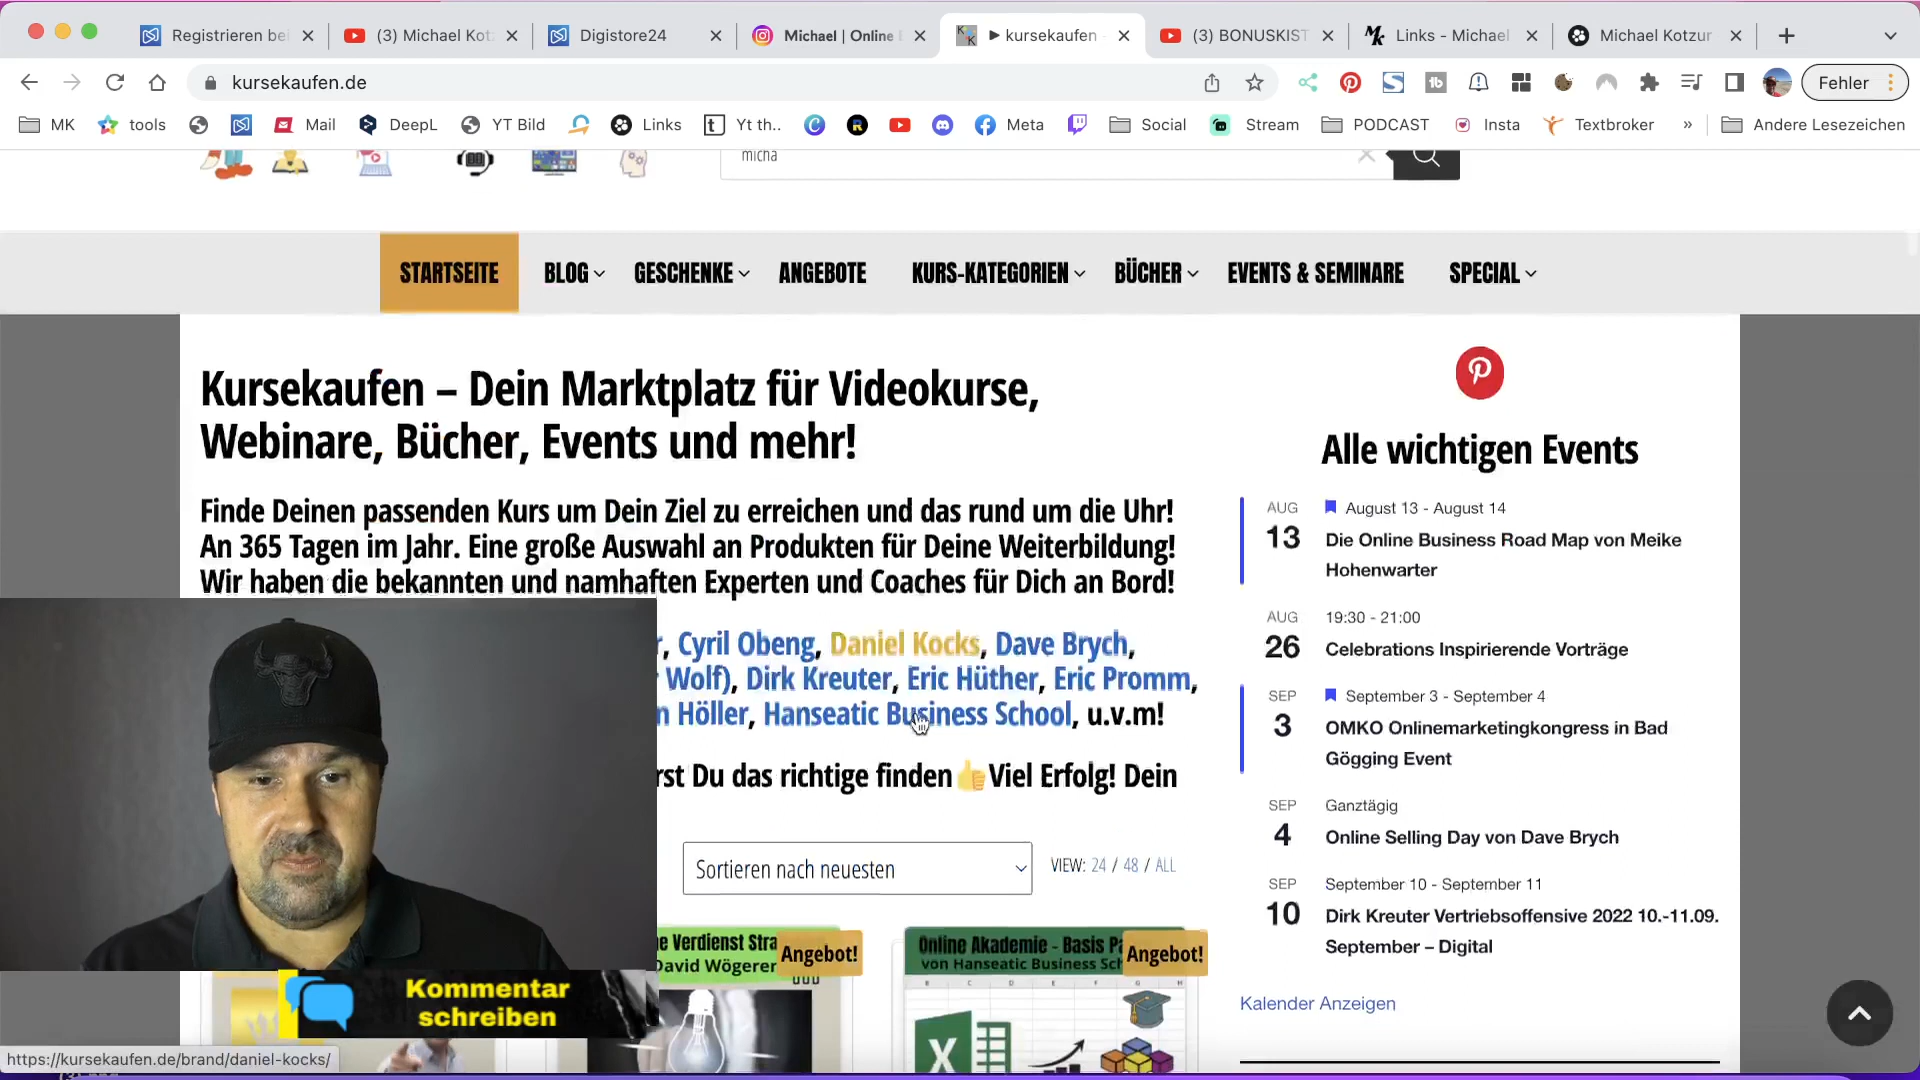 Registrieren bei
(3) Michael Kotz
Digistore24
Michael | Online B
▶ kursekaufen -
(3) BONUSKIST
Links - Michael
Michael Kotzur
kursekaufen.de
Fehler
MK
tools
Mail
DeepL
YT Bild
Links
Yt th..
Meta
Social
Stream
PODCAST
Insta
Textbroker
»
Andere Lesezeichen
micha
STARTSEITE
BLOG
GESCHENKE
ANGEBOTE
KURS-KATEGORIEN
BÜCHER
EVENTS & SEMINARE
SPECIAL
Kursekaufen – Dein Marktplatz für Videokurse,
Webinare, Bücher, Events und mehr!
Finde Deinen passenden Kurs um Dein Ziel zu erreichen und das rund um die Uhr!
An 365 Tagen im Jahr. Eine große Auswahl an Produkten für Deine Weiterbildung!
Wir haben die bekannten und namhaften Experten und Coaches für Dich an Bord!
, Cyril Obeng, Daniel Kocks, Dave Brych,
Wolf), Dirk Kreuter, Eric Hüther, Eric Promm,
n Höller, Hanseatic Business School, u.v.m!
rst Du das richtige finden 👍 Viel Erfolg! Dein
Sortieren nach neuesten
VIEW: 24 / 48 / ALL
e Verdienst Stra
David Wögerer
Angebot!
Online Akademie - Basis Pa
von Hanseatic Business Sch
Angebot!
Alle wichtigen Events
AUG
13
August 13 - August 14
Die Online Business Road Map von Meike
Hohenwarter
AUG
26
19:30 - 21:00
Celebrations Inspirierende Vorträge
SEP
3
September 3 - September 4
OMKO Onlinemarketingkongress in Bad
Gögging Event
SEP
4
Ganztägig
Online Selling Day von Dave Brych
SEP
10
September 10 - September 11
Dirk Kreuter Vertriebsoffensive 2022 10.-11.09.
September – Digital
Kalender Anzeigen
Kommentar
schreiben
https://kursekaufen.de/brand/daniel-kocks/